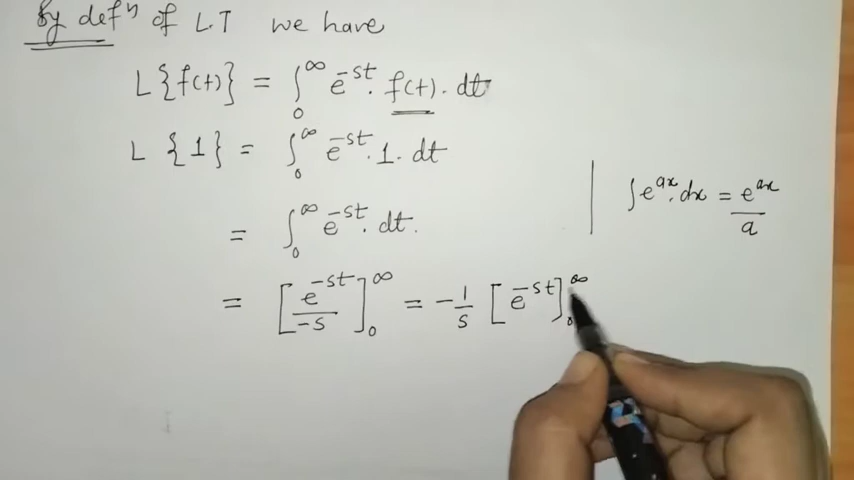 By defⁿ of L.T we have
L{f(t)} = ∫₀^∞ e^{-st} . f(t) . dt
L {1} = ∫₀^∞ e^{-st} . 1 . dt
∫e^{ax} . dx = e^{ax}/a
= ∫₀^∞ e^{-st} . dt .
= [e^{-st}/-s]₀^∞ = -1/s [e^{-st}]₀^∞